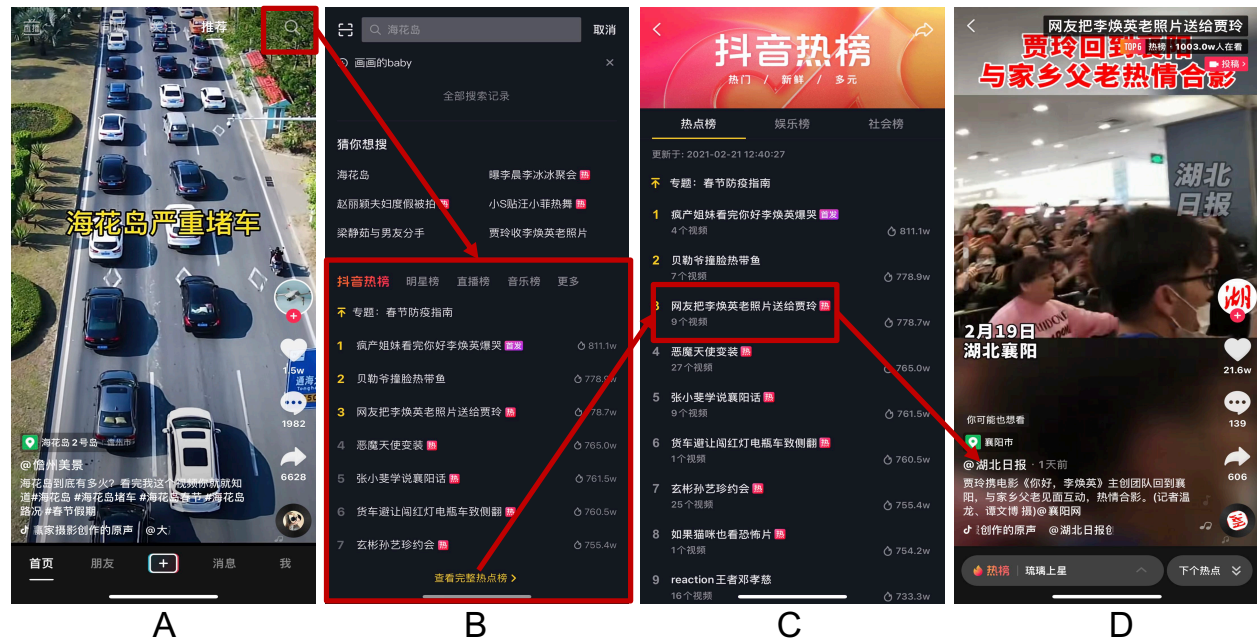 直播
同城
关注
推荐
海花岛严重堵车
1.5w
1982
6628
海花岛2号岛·儋州市
@儋州美景
海花岛到底有多火?看完我这个视频你就就知
道#海花岛 #海花岛堵车 #海花岛春节 #海花岛
路况 #春节假期
赢家摄影创作的原声
@大
首页
朋友
消息
我
A
海花岛
取消
画画的baby
全部搜索记录
猜你想搜
海花岛
曝李晨李冰冰聚会 热
赵丽颖夫妇度假被拍 热
小S贴汪小菲热舞 热
梁静茹与男友分手
贾玲收李焕英老照片
抖音热榜 明星榜 直播榜 音乐榜 更多
专题:春节防疫指南
1 疯产姐妹看完你好李焕英爆哭 首发 811.1w
2 贝勒爷撞脸热带鱼 778.9w
3 网友把李焕英老照片送给贾玲 热 78.7w
4 恶魔天使变装 热 765.0w
5 张小斐学说襄阳话 热 761.5w
6 货车避让闯红灯电瓶车致侧翻 热 760.5w
7 玄彬孙艺珍约会 热 755.4w
查看完整热点榜
B
抖音热榜
热门 / 新鲜 / 多元
热点榜 娱乐榜 社会榜
更新于: 2021-02-21 12:40:27
专题:春节防疫指南
1 疯产姐妹看完你好李焕英爆哭 首发
4个视频 811.1w
2 贝勒爷撞脸热带鱼
7个视频 778.9w
3 网友把李焕英老照片送给贾玲 热
9个视频 778.7w
4 恶魔天使变装 热
27个视频 765.0w
5 张小斐学说襄阳话 热
9个视频 761.5w
6 货车避让闯红灯电瓶车致侧翻 热
1个视频 760.5w
7 玄彬孙艺珍约会 热
25个视频 755.4w
8 如果猫咪也看恐怖片 热
1个视频 754.2w
9 reaction王者邓孝慈
16个视频 733.3w
C
网友把李焕英老照片送给贾玲
TOP6 热榜·1003.0w人在看
投稿
贾玲回到襄阳
与家乡父老热情合影
湖北
日报
湖
2月19日
湖北襄阳
21.6w
139
606
你可能也想看
襄阳市
@湖北日报 · 1天前
贾玲携电影《你好,李焕英》主创团队回到襄
阳,与家乡父老见面互动,热情合影。(记者温
龙、谭文博 摄)@襄阳网
创作的原声
@湖北日报创
热榜 琉璃上星
下个热点
D